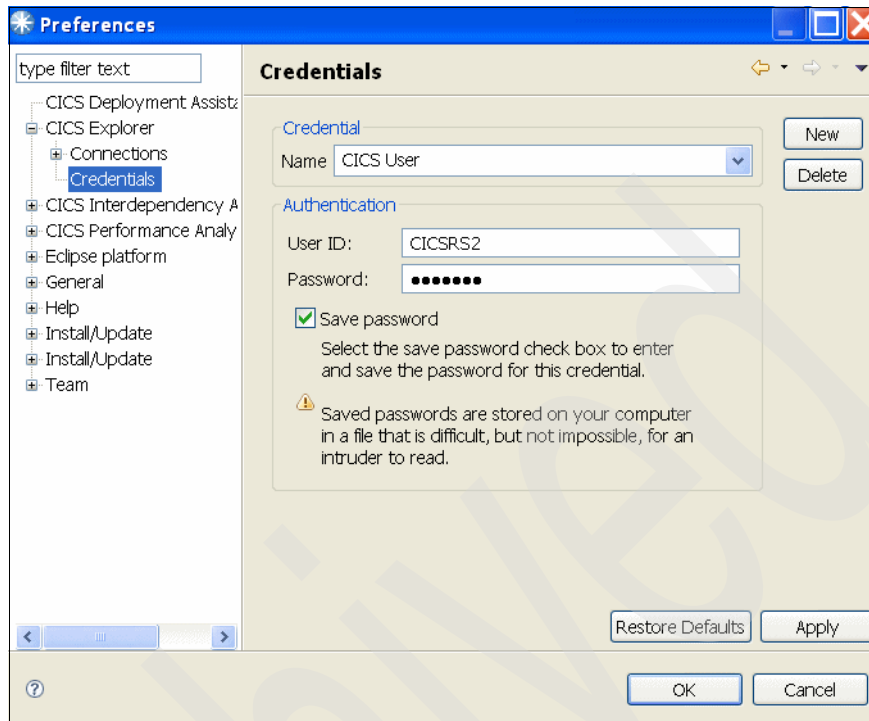 Preferences
type filter text
CICS Deployment Assista
CICS Explorer
Connections
Credentials
CICS Interdependency A
CICS Performance Analy
Eclipse platform
General
Help
Install/Update
Install/Update
Team
Credentials
Credential
Name CICS User
New
Delete
Authentication
User ID: CICSRS2
Password: •••••••
Save password
Select the save password check box to enter
and save the password for this credential.
Saved passwords are stored on your computer
in a file that is difficult, but not impossible, for an
intruder to read.
Restore Defaults Apply
OK Cancel